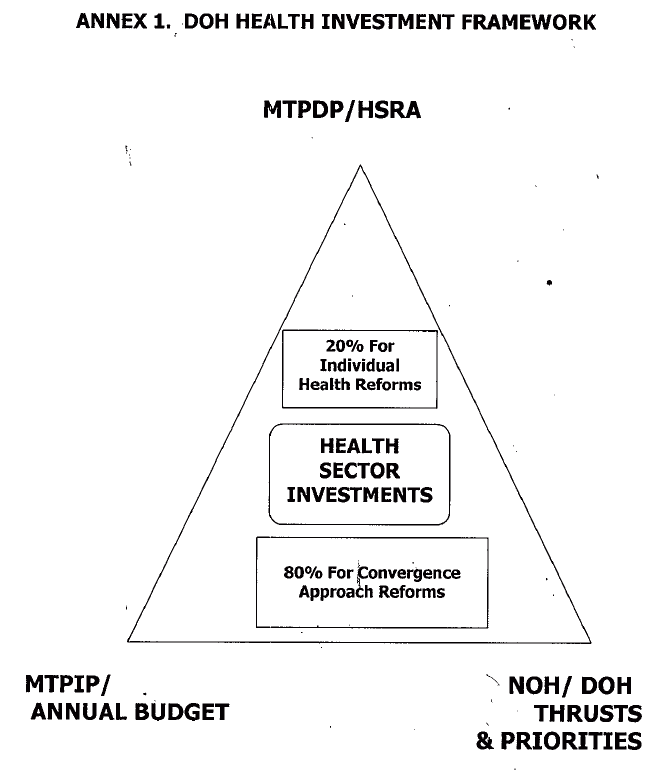 ANNEX 1. DOH HEALTH INVESTMENT FRAMEWORK
MTPDP/HSRA
20% For
Individual
Health Reforms
HEALTH
SECTOR
INVESTMENTS
80% For Convergence
Approach Reforms
MTPIP/
ANNUAL BUDGET
NOH/ DOH
THRUSTS
& PRIORITIES